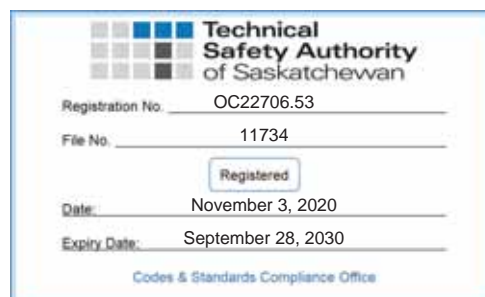 Technical
Safety Authority
of Saskatchewan
Registration No. OC22706.53
File No. 11734
Registered
Date: November 3, 2020
Expiry Date: September 28, 2030
Codes & Standards Compliance Office